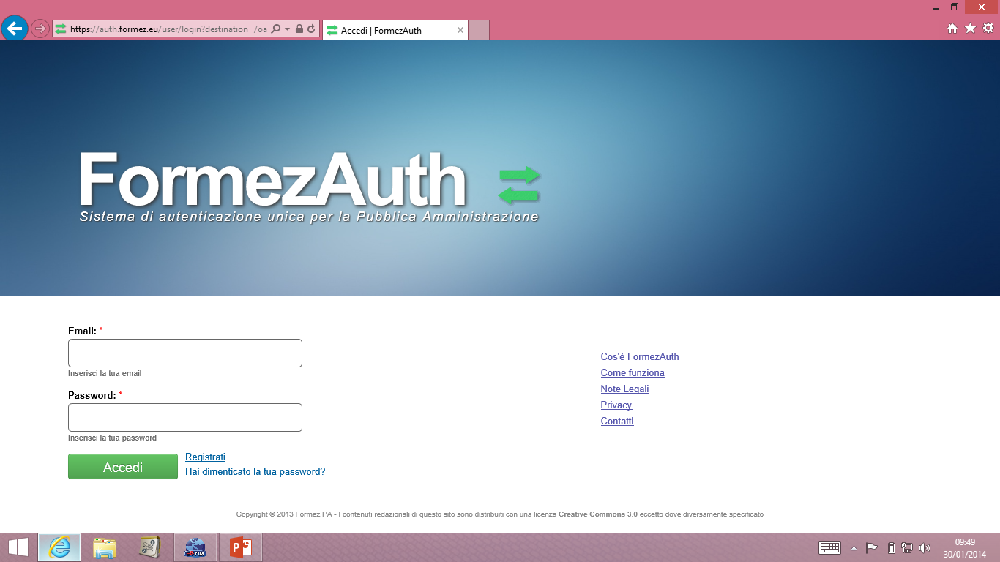 https://auth.formez.eu/user/login?destination=/oa
Accedi | FormezAuth
FormezAuth
Sistema di autenticazione unica per la Pubblica Amministrazione
Email: *
Inserisci la tua email
Password: *
Inserisci la tua password
Accedi
Registrati
Hai dimenticato la tua password?
Cos'è FormezAuth
Come funziona
Note Legali
Privacy
Contatti
Copyright © 2013 Formez PA - I contenuti redazionali di questo sito sono distribuiti con una licenza Creative Commons 3.0 eccetto dove diversamente specificato
09:49
30/01/2014